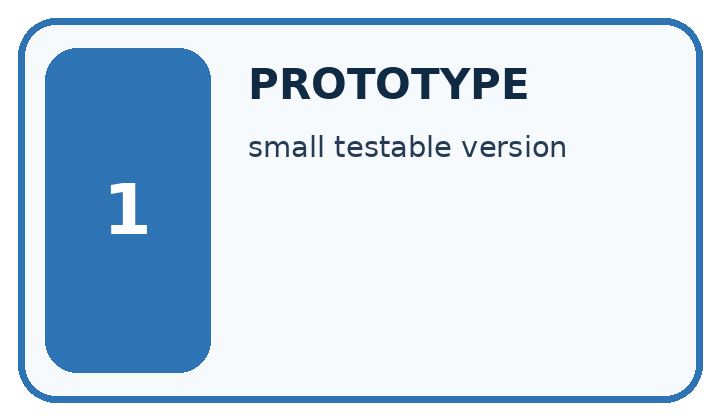 1
PROTOTYPE
small testable version